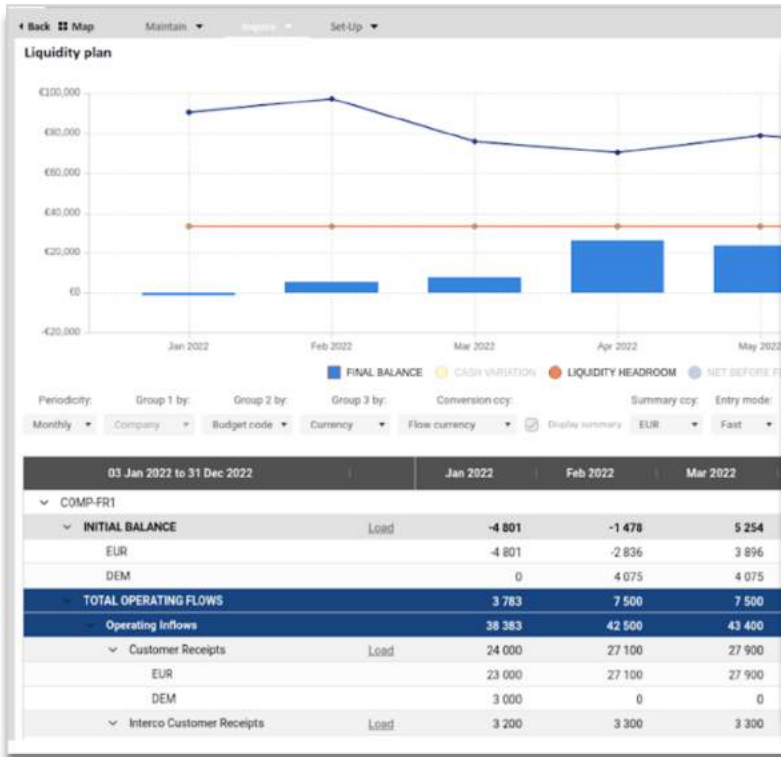 Back Map Maintain Inquire Set-Up
Liquidity plan
€100,000
€80,000
€60,000
€40,000
€20,000
€0
-€20,000
Jan 2022 Feb 2022 Mar 2022 Apr 2022 May 2022
FINAL BALANCE CASH VARIATION LIQUIDITY HEADROOM NET BEFORE
Periodicity: Group 1 by: Group 2 by: Group 3 by: Conversion ccy: Summary ccy: Entry mode:
Monthly Company Budget code Currency Flow currency Display summary EUR Fast
03 Jan 2022 to 31 Dec 2022 Jan 2022 Feb 2022 Mar 2022
COMP-FR1
INITIAL BALANCE Load -4 801 -1 478 5 254
EUR -4 801 -2 836 3 896
DEM 0 4 075 4 075
TOTAL OPERATING FLOWS 3 783 7 500 7 500
Operating Inflows 38 383 42 500 43 400
Customer Receipts Load 24 000 27 100 27 900
EUR 23 000 27 100 27 900
DEM 3 000 0 0
Interco Customer Receipts Load 3 200 3 300 3 300